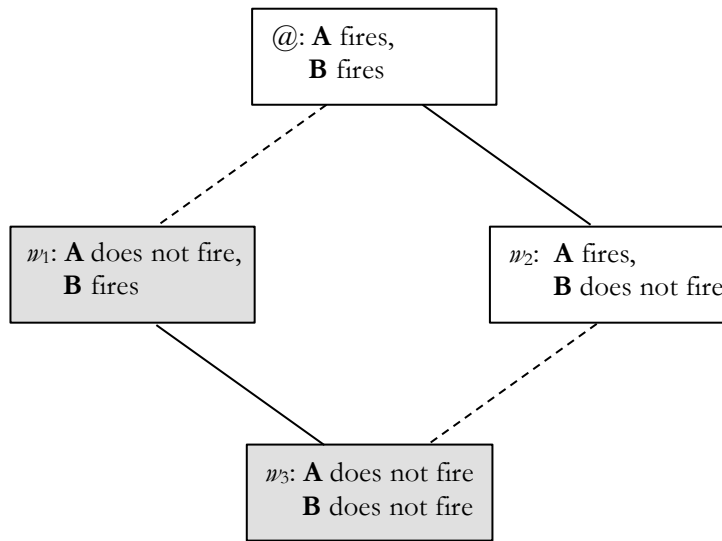 @: A fires,
B fires
w₁: A does not fire,
B fires
w₂: A fires,
B does not fire
w₃: A does not fire
B does not fire